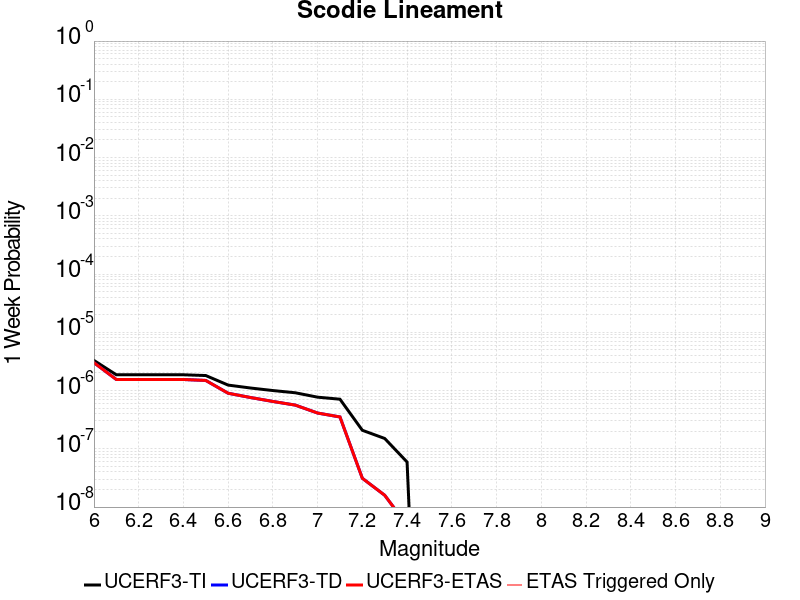 Scodie Lineament
10^0
10^-1
10^-2
10^-3
10^-4
10^-5
10^-6
10^-7
10^-8
1 Week Probability
6 6.2 6.4 6.6 6.8 7 7.2 7.4 7.6 7.8 8 8.2 8.4 8.6 8.8 9
Magnitude
UCERF3-TI UCERF3-TD UCERF3-ETAS ETAS Triggered Only